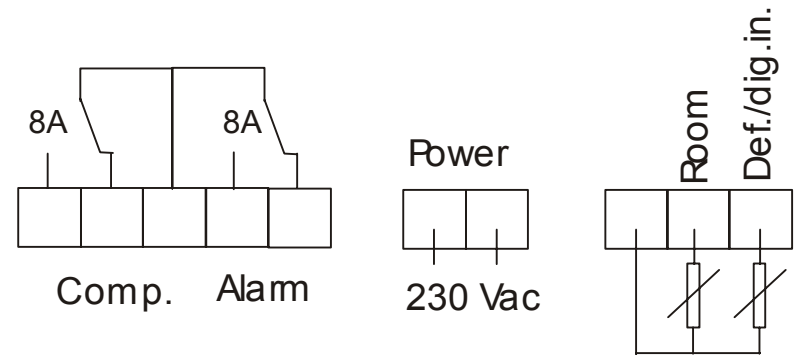 8A
8A
Comp.
Alarm
Power
230 Vac
Room
Def./dig.in.